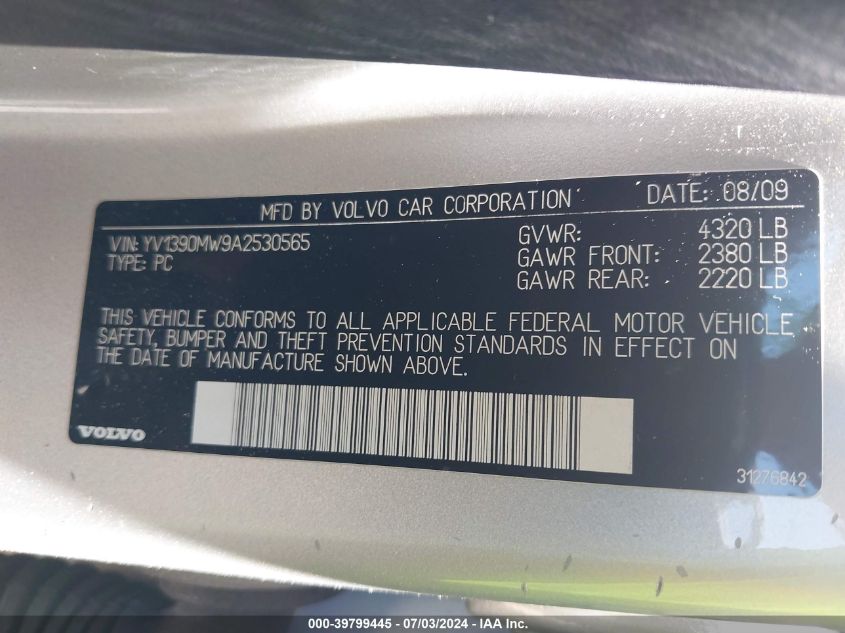 MFD BY VOLVO CAR CORPORATION DATE: 08/09
VIN: YV1390MW9A2530565
TYPE: PC
GVWR: 4320 LB
GAWR FRONT: 2380 LB
GAWR REAR: 2220 LB
THIS VEHICLE CONFORMS TO ALL APPLICABLE FEDERAL MOTOR VEHICLE
SAFETY, BUMPER AND THEFT PREVENTION STANDARDS IN EFFECT ON
THE DATE OF MANUFACTURE SHOWN ABOVE.
VOLVO
31276842
000-39799445 - 07/03/2024 - IAA Inc.